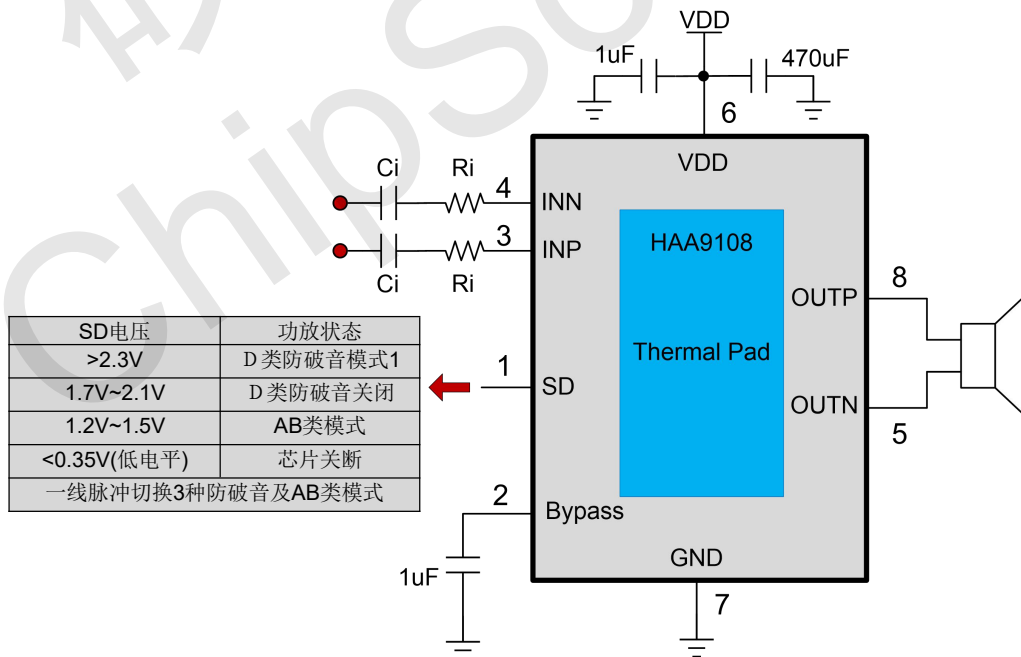 VDD
1uF
470uF
6
VDD
Ci
Ri
4
INN
3
INP
Ci
Ri
HAA9108
Thermal Pad
OUTP
8
OUTN
5
SD电压 功放状态
>2.3V D类防破音模式1
1.7V~2.1V D类防破音关闭
1.2V~1.5V AB类模式
<0.35V(低电平) 芯片关断
一线脉冲切换3种防破音及AB类模式
1
SD
2
Bypass
1uF
GND
7